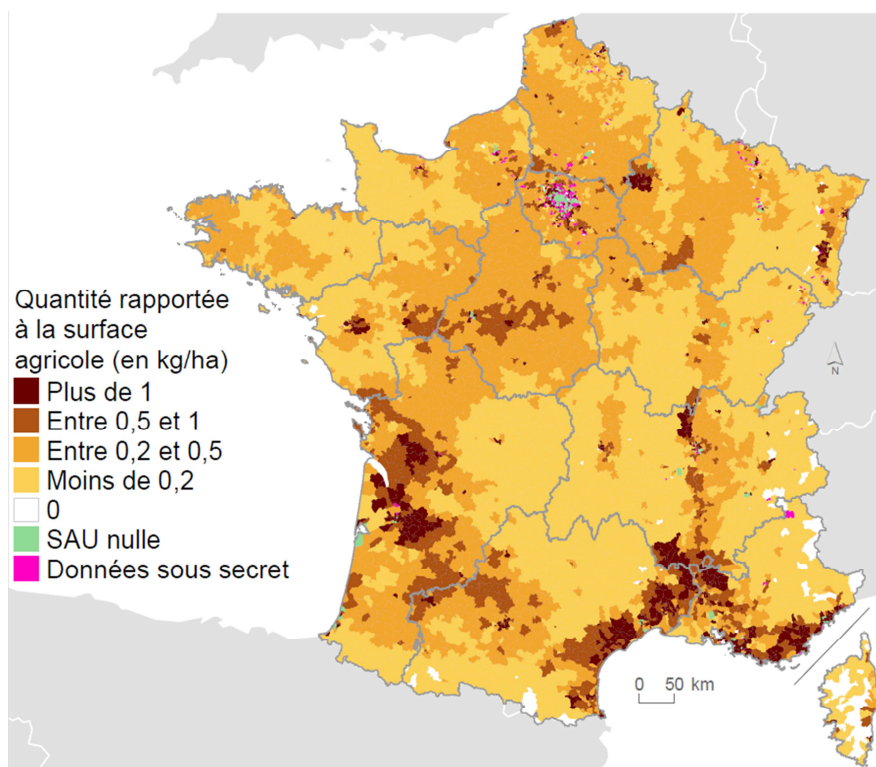 Quantité rapportée
à la surface
agricole (en kg/ha)
Plus de 1
Entre 0,5 et 1
Entre 0,2 et 0,5
Moins de 0,2
0
SAU nulle
Données sous secret
N
0 50 km